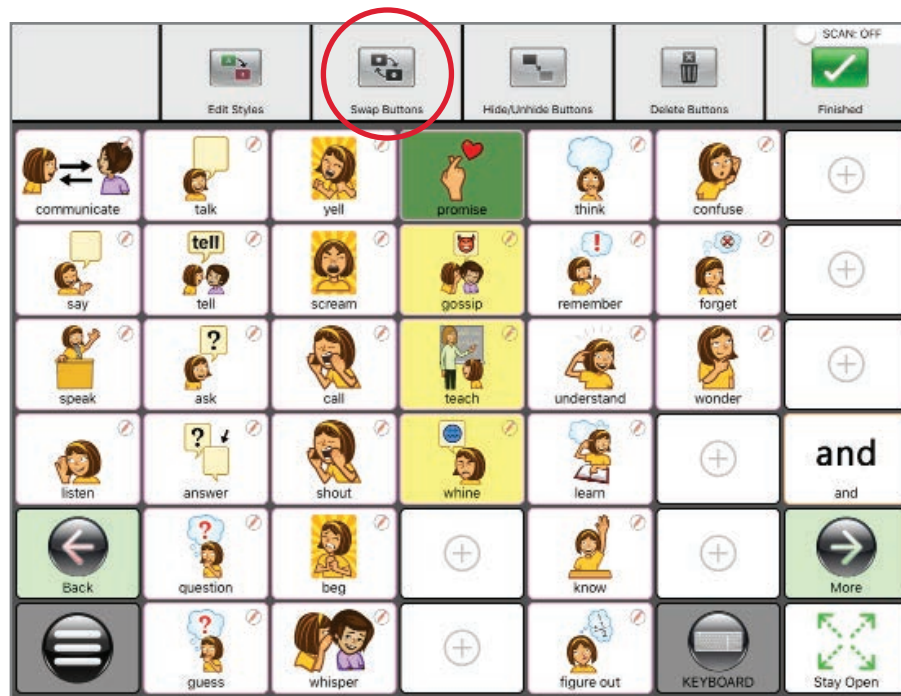 SCAN: OFF
Edit Styles
Swap Buttons
Hide/Unhide Buttons
Delete Buttons
Finished
communicate
talk
yell
promise
think
confuse
say
tell
tell
scream
gossip
!
remember
forget
speak
?
ask
call
teach
understand
wonder
listen
?
answer
shout
whine
learn
and
and
Back
?
question
beg
know
More
?
guess
whisper
figure out
KEYBOARD
Stay Open